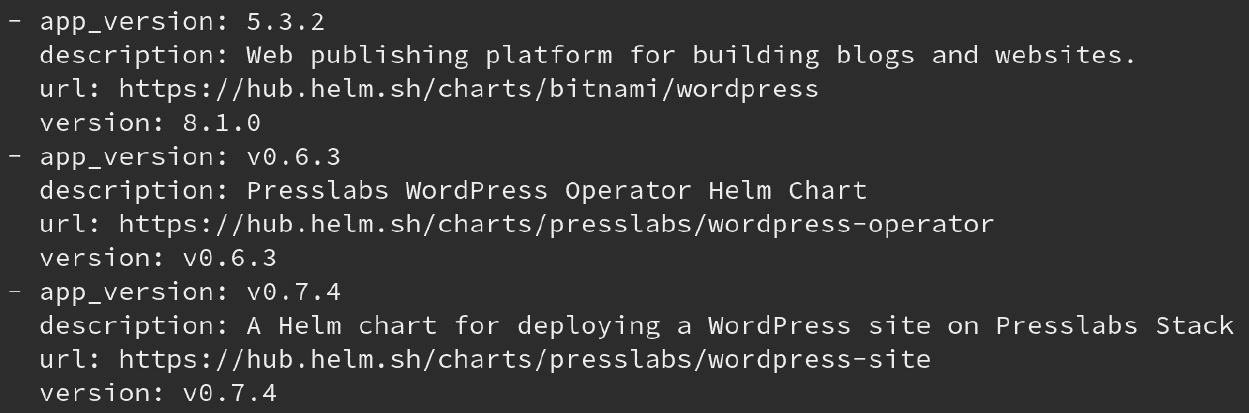 - app_version: 5.3.2
  description: Web publishing platform for building blogs and websites.
  url: https://hub.helm.sh/charts/bitnami/wordpress
  version: 8.1.0
- app_version: v0.6.3
  description: Presslabs WordPress Operator Helm Chart
  url: https://hub.helm.sh/charts/presslabs/wordpress-operator
  version: v0.6.3
- app_version: v0.7.4
  description: A Helm chart for deploying a WordPress site on Presslabs Stack
  url: https://hub.helm.sh/charts/presslabs/wordpress-site
  version: v0.7.4